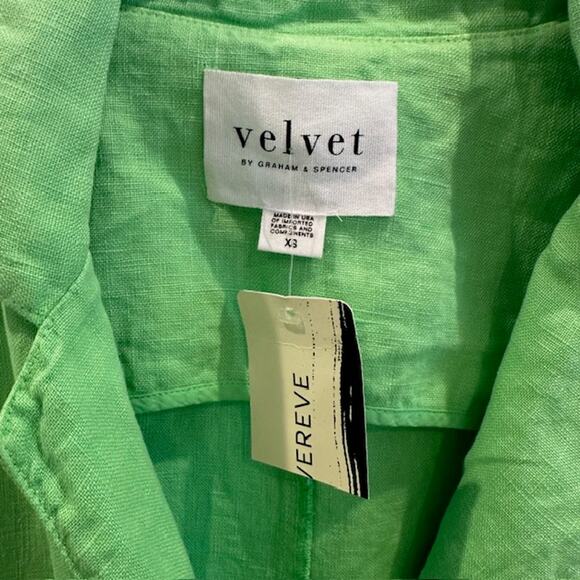 velvet
BY GRAHAM & SPENCER
MADE IN USA
OF IMPORTED
FABRICS AND
COMPONENTS
XS
VEREVE